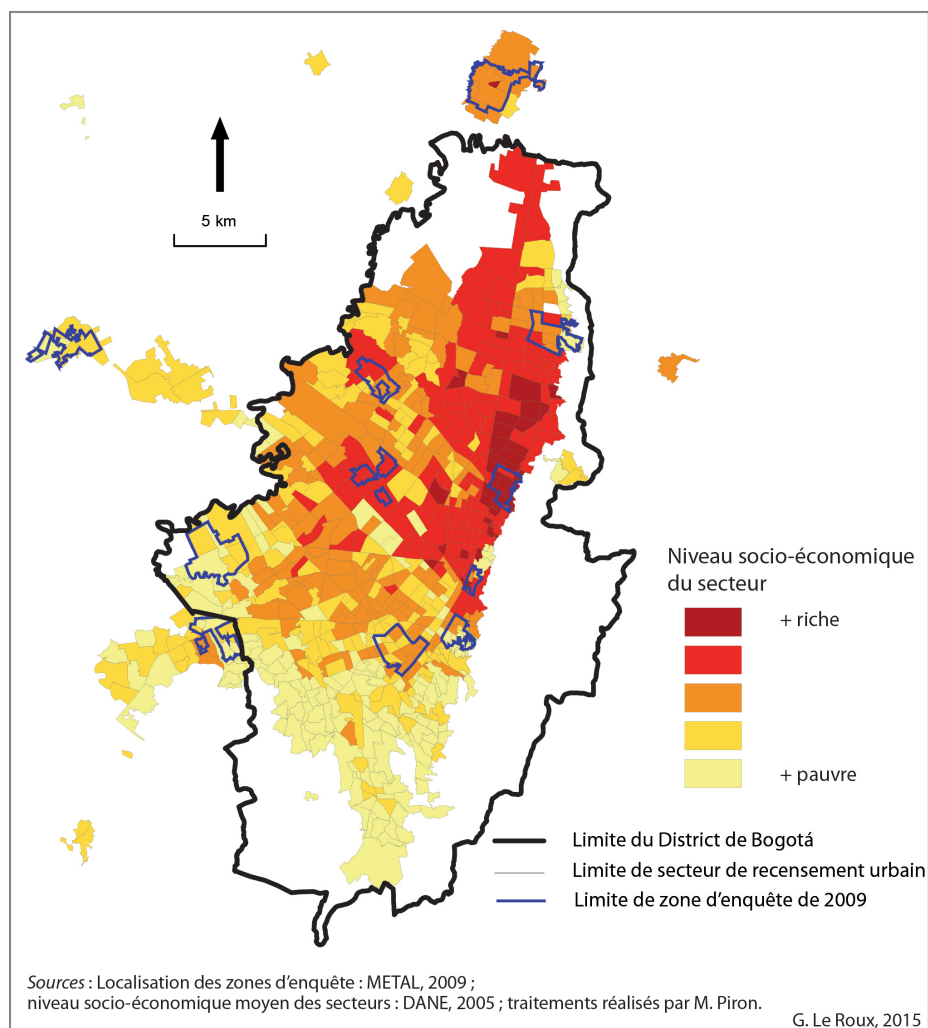 5 km
Niveau socio-économique
du secteur
+ riche
+ pauvre
Limite du District de Bogotá
Limite de secteur de recensement urbain
Limite de zone d'enquête de 2009
Sources : Localisation des zones d'enquête : METAL, 2009 ;
niveau socio-économique moyen des secteurs : DANE, 2005 ; traitements réalisés par M. Piron.
G. Le Roux, 2015